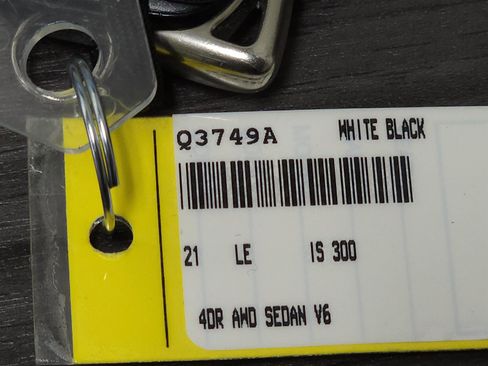 Q3749A WHITE BLACK
21 LE IS 300
4DR AWD SEDAN V6